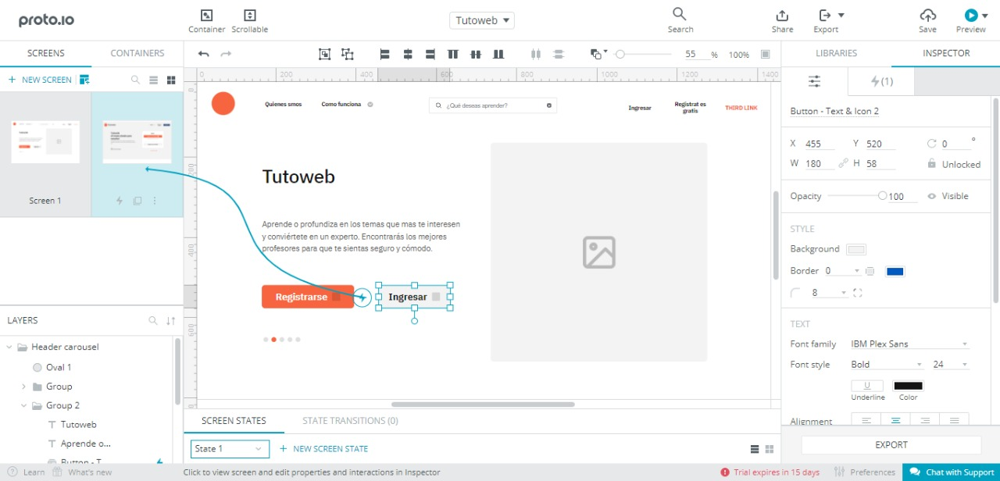 proto.io
Container
Scrollable
Tutoweb
Search
Share
Export
Save
Preview
SCREENS
CONTAINERS
55 %
100%
LIBRARIES
INSPECTOR
+ NEW SCREEN
0 200 400 600 800 1000 1200 1400
(1)
Quienes smos
Como funciona
¿Qué deseas aprender?
Ingresar
Registrat es
gratis
THIRD LINK
Button - Text & Icon 2
X 455 Y 520 0 °
W 180 H 58 Unlocked
Tutoweb
Screen 1
Opacity 100 Visible
Aprende o profundiza en los temas que mas te interesen
y conviértete en un experto. Encontrarás los mejores
profesores para que te sientas seguro y cómodo.
STYLE
Background
Border 0
8
Registrarse
Ingresar
LAYERS
Header carousel
Oval 1
Group
Group 2
Tutoweb
Aprende o...
Button - T
TEXT
Font family IBM Plex Sans
Font style Bold 24
U
Underline Color
Alignment
SCREEN STATES
STATE TRANSITIONS (0)
State 1
+ NEW SCREEN STATE
EXPORT
Learn
What's new
Click to view screen and edit properties and interactions in Inspector
Trial expires in 15 days
Preferences
Chat with Support